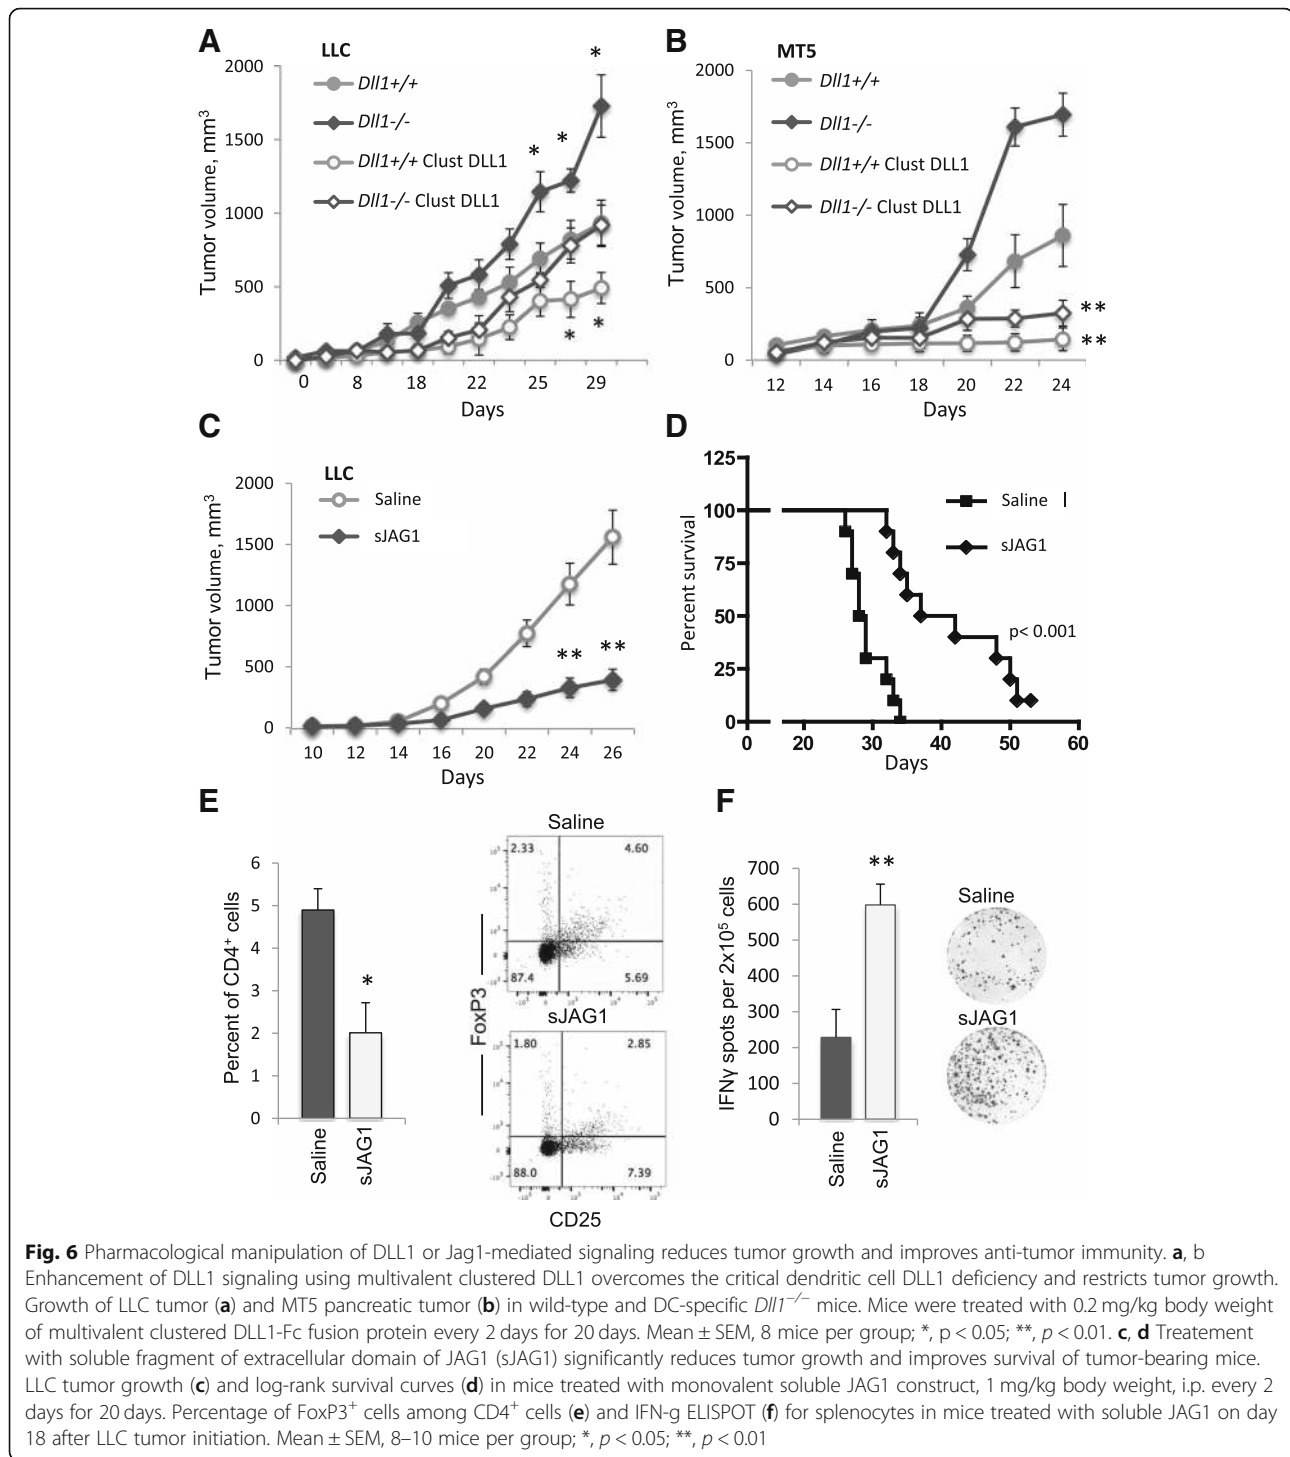 A
LLC
Dll1+/+
Dll1-/-
Dll1+/+ Clust DLL1
Dll1-/- Clust DLL1
Tumor volume, mm³
2000
1500
1000
500
0
0 8 18 22 25 29
Days
* * * * *
B
MT5
Dll1+/+
Dll1-/-
Dll1+/+ Clust DLL1
Dll1-/- Clust DLL1
Tumor volume, mm³
2000
1500
1000
500
0
12 14 16 18 20 22 24
Days
**
**
C
LLC
Saline
sJAG1
Tumor volume, mm³
2000
1500
1000
500
0
10 12 14 16 20 22 24 26
Days
** **
D
Saline
sJAG1
Percent survival
125
100
75
50
25
0
0 20 30 40 50 60
Days
p< 0.001
E
Percent of CD4⁺ cells
6
5
4
3
2
1
0
*
Saline
sJAG1
Saline
2.33 4.60
87.4 5.69
sJAG1
1.80 2.85
88.0 7.39
FoxP3
CD25
F
IFNγ spots per 2x10⁵ cells
700
600
500
400
300
200
100
0
**
Saline
sJAG1
Saline
sJAG1
Fig. 6 Pharmacological manipulation of DLL1 or Jag1-mediated signaling reduces tumor growth and improves anti-tumor immunity. a, b
Enhancement of DLL1 signaling using multivalent clustered DLL1 overcomes the critical dendritic cell DLL1 deficiency and restricts tumor growth.
Growth of LLC tumor (a) and MT5 pancreatic tumor (b) in wild-type and DC-specific Dll1⁻/⁻ mice. Mice were treated with 0.2 mg/kg body weight
of multivalent clustered DLL1-Fc fusion protein every 2 days for 20 days. Mean ± SEM, 8 mice per group; *, p < 0.05; **, p < 0.01. c, d Treatement
with soluble fragment of extracellular domain of JAG1 (sJAG1) significantly reduces tumor growth and improves survival of tumor-bearing mice.
LLC tumor growth (c) and log-rank survival curves (d) in mice treated with monovalent soluble JAG1 construct, 1 mg/kg body weight, i.p. every 2
days for 20 days. Percentage of FoxP3⁺ cells among CD4⁺ cells (e) and IFN-g ELISPOT (f) for splenocytes in mice treated with soluble JAG1 on day
18 after LLC tumor initiation. Mean ± SEM, 8–10 mice per group; *, p < 0.05; **, p < 0.01